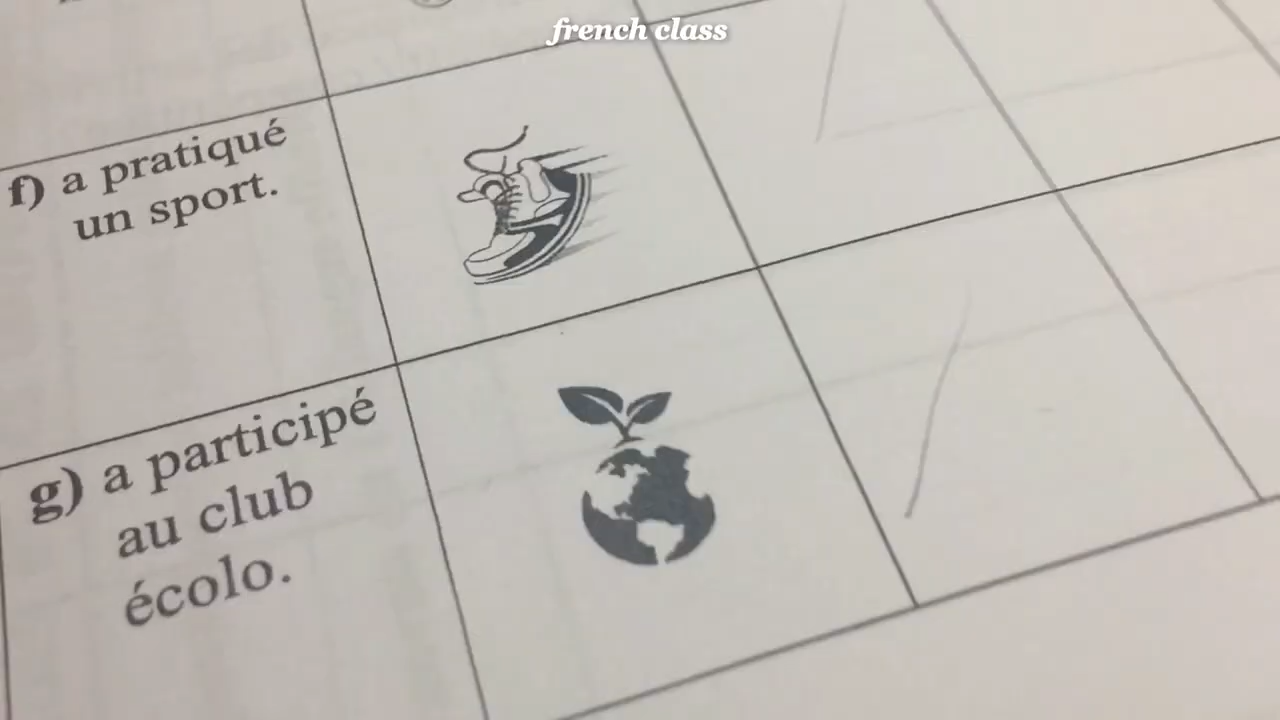 french class
f) a pratiqué
un sport.
g) a participé
au club
écolo.